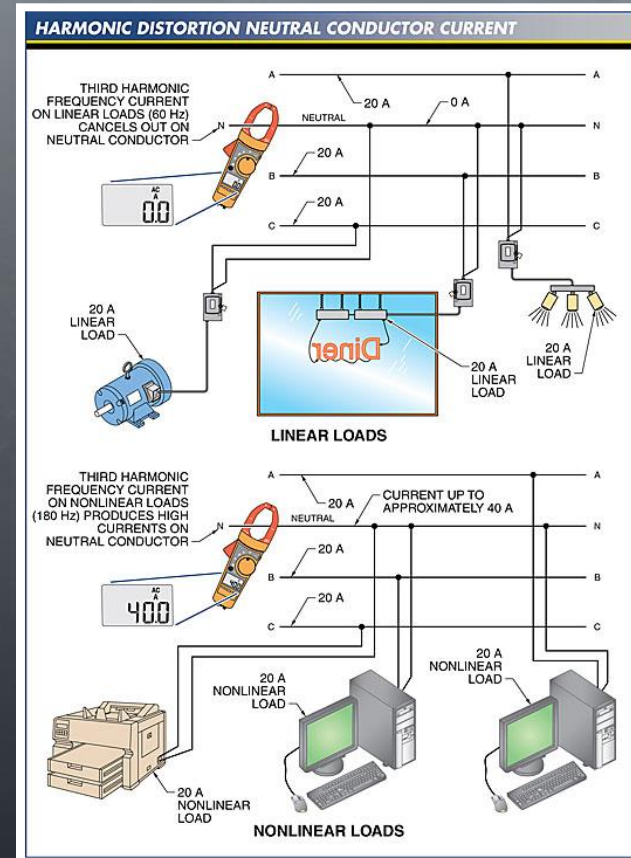 HARMONIC DISTORTION NEUTRAL CONDUCTOR CURRENT
THIRD HARMONIC
FREQUENCY CURRENT
ON LINEAR LOADS (60 Hz)
CANCELS OUT ON
NEUTRAL CONDUCTOR
A
A
20 A
0 A
N
NEUTRAL
N
20 A
B
B
20 A
C
C
AC
A
0.0
20 A
LINEAR
LOAD
Diner
20 A
LINEAR
LOAD
20 A
LINEAR
LOAD
LINEAR LOADS
THIRD HARMONIC
FREQUENCY CURRENT
ON NONLINEAR LOADS
(180 Hz) PRODUCES HIGH
CURRENTS ON
NEUTRAL CONDUCTOR
A
A
20 A
CURRENT UP TO
APPROXIMATELY 40 A
N
NEUTRAL
N
20 A
B
B
20 A
C
C
AC
A
40.0
20 A
NONLINEAR
LOAD
20 A
NONLINEAR
LOAD
20 A
NONLINEAR
LOAD
NONLINEAR LOADS